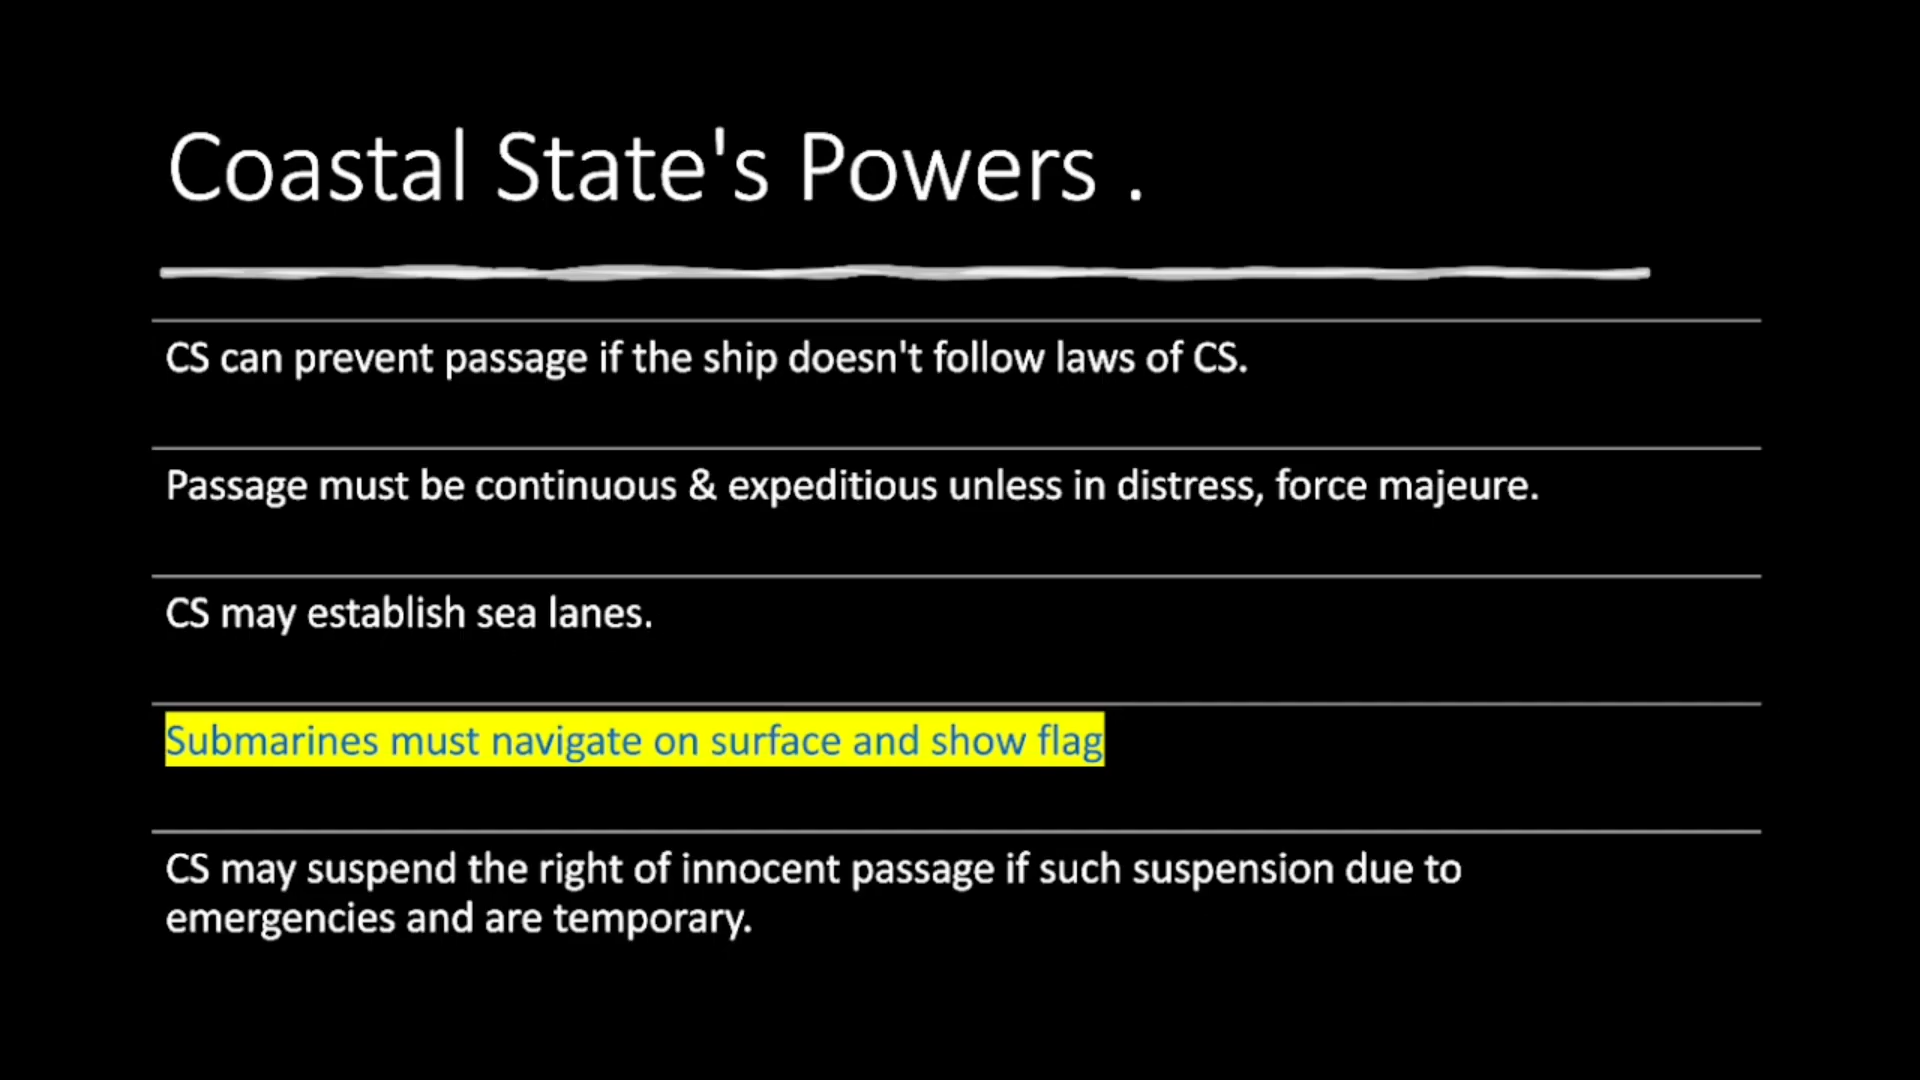 Coastal State's Powers .
CS can prevent passage if the ship doesn't follow laws of CS.
Passage must be continuous & expeditious unless in distress, force majeure.
CS may establish sea lanes.
Submarines must navigate on surface and show flag
CS may suspend the right of innocent passage if such suspension due to
emergencies and are temporary.